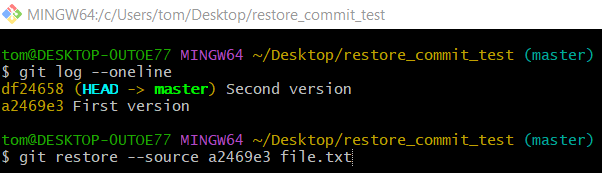 MINGW64:/c/Users/tom/Desktop/restore_commit_test
tom@DESKTOP-OUTOE77 MINGW64 ~/Desktop/restore_commit_test (master)
$ git log --oneline
df24658 (HEAD -> master) Second version
a2469e3 First version
tom@DESKTOP-OUTOE77 MINGW64 ~/Desktop/restore_commit_test (master)
$ git restore --source a2469e3 file.txt